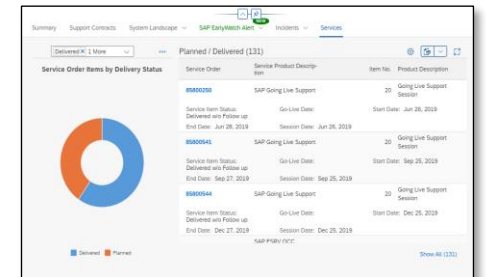 NEW
Summary Support Contracts System Landscape SAP EarlyWatch Alert Incidents Services
Delivered × 1 More
Planned / Delivered (131)
Service Order Items by Delivery Status
Service Order Service Product Descrip-
tion Item No. Product Description
85800258 SAP Going Live Support 20 Going Live Support
Session
Service Item Status: Go-Live Date: Start Date: Jun 28, 2019
Delivered w/o Follow up
End Date: Jun 28, 2019 Session Date: Jun 28, 2019
85800541 SAP Going Live Support 20 Going Live Support
Session
Service Item Status: Go-Live Date: Start Date: Sep 25, 2019
Delivered w/o Follow up
End Date: Sep 27, 2019 Session Date: Sep 25, 2019
85800544 SAP Going Live Support 20 Going Live Support
Session
Service Item Status: Go-Live Date: Start Date: Dec 25, 2019
Delivered w/o Follow up
End Date: Dec 27, 2019 Session Date: Dec 25, 2019
Delivered Planned
Show All (131)